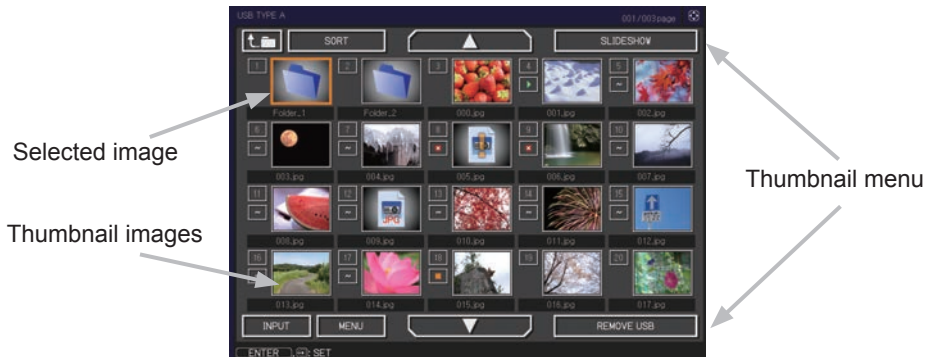 USB TYPE A 001/003page
SORT SLIDESHOW
1 2 3 4 5
Folder_1 Folder_2 000.jpg 001.jpg 002.jpg
6 7 8 9 10
003.jpg 004.jpg 005.jpg 006.jpg 007.jpg
11 12 13 14 15
JPG
008.jpg 009.jpg 010.jpg 011.jpg 012.jpg
16 17 18 19 20
013.jpg 014.jpg 015.jpg 016.jpg 017.jpg
INPUT MENU REMOVE USB
ENTER , : SET
Selected image
Thumbnail images
Thumbnail menu